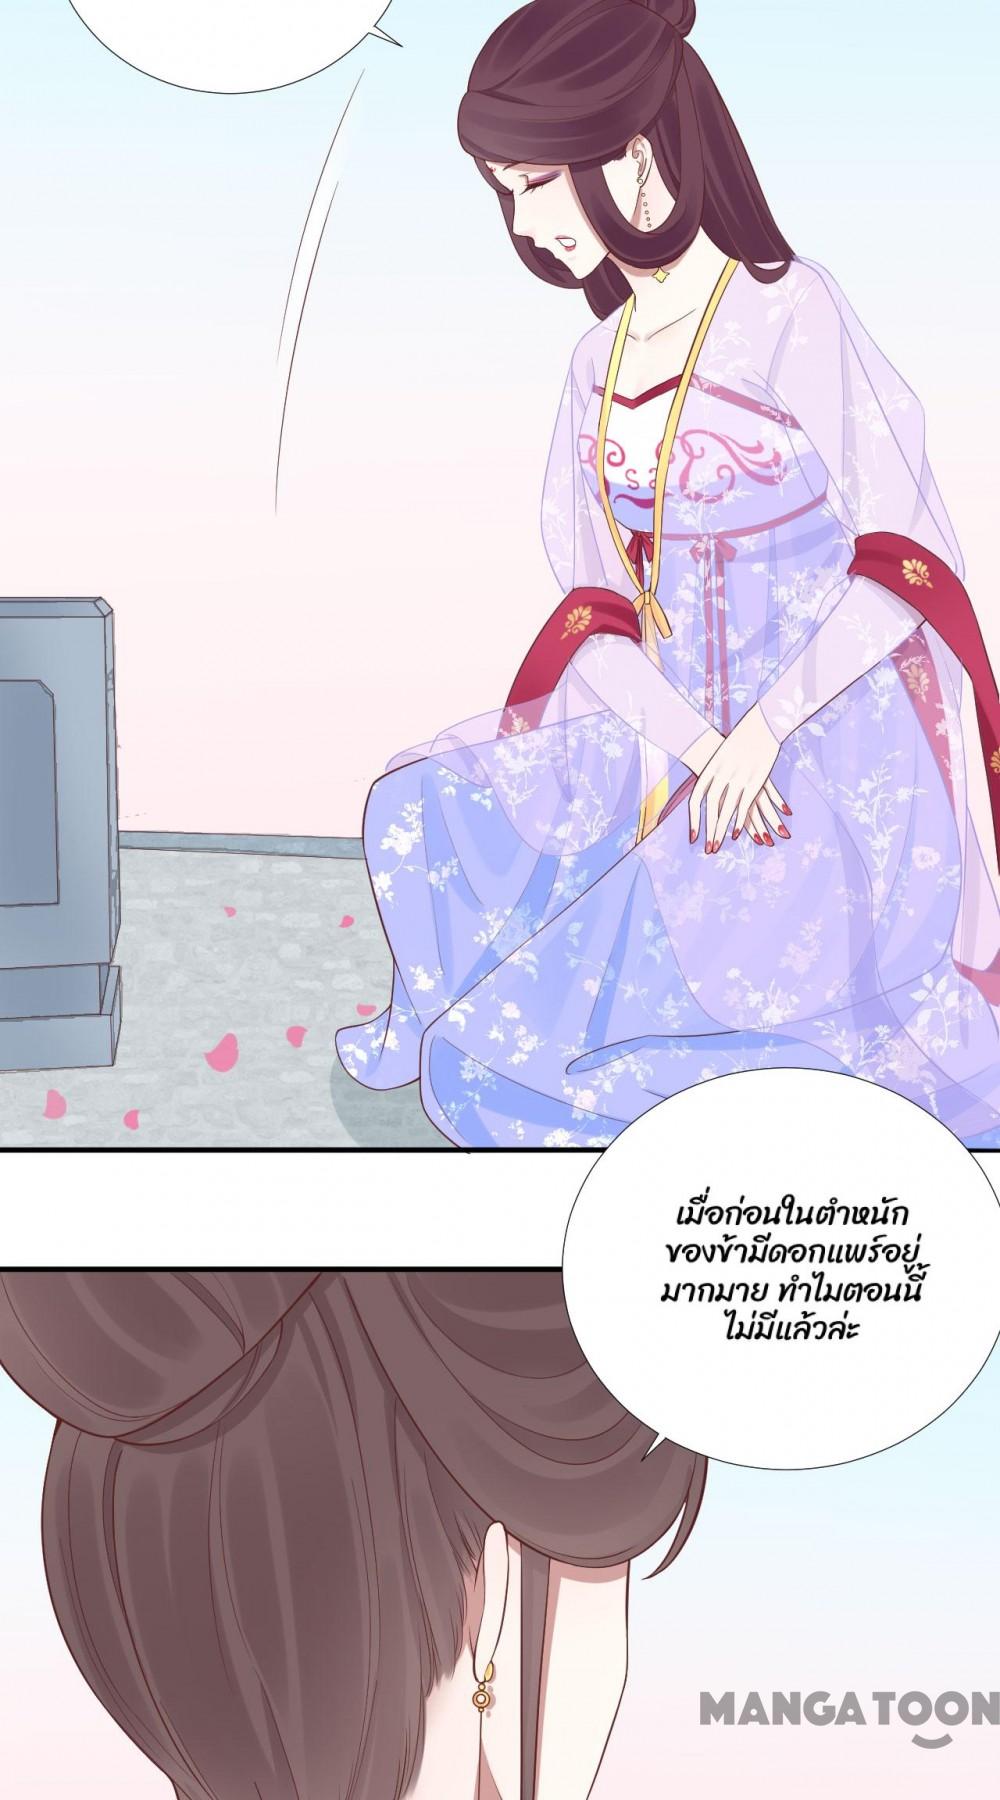 เมื่อก่อนในตำหนัก
ของข้ามีดอกแพร์อยู่
มากมาย ทำไมตอนนี้
ไม่มีแล้วล่ะ
MANGATOON